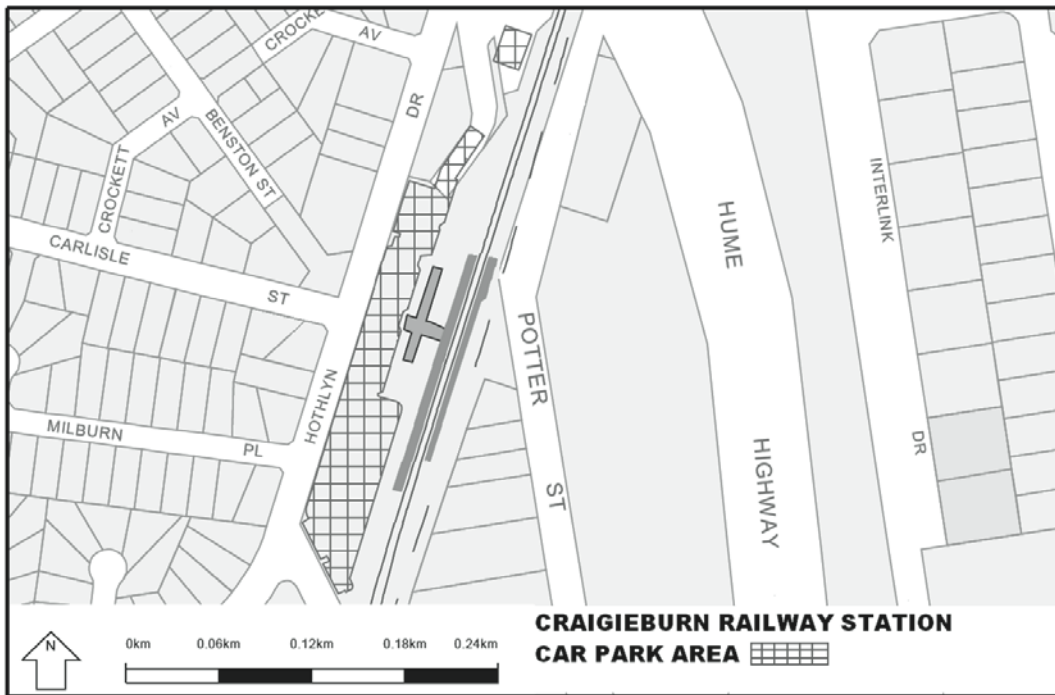 CROCKETT
AV
DR
BENSTON ST
AV
CROCKETT
CARLISLE
ST
HOTHLYN
MILBURN
PL
POTTER
ST
HUME
HIGHWAY
INTERLINK
DR
N
0km 0.06km 0.12km 0.18km 0.24km
CRAIGIEBURN RAILWAY STATION
CAR PARK AREA